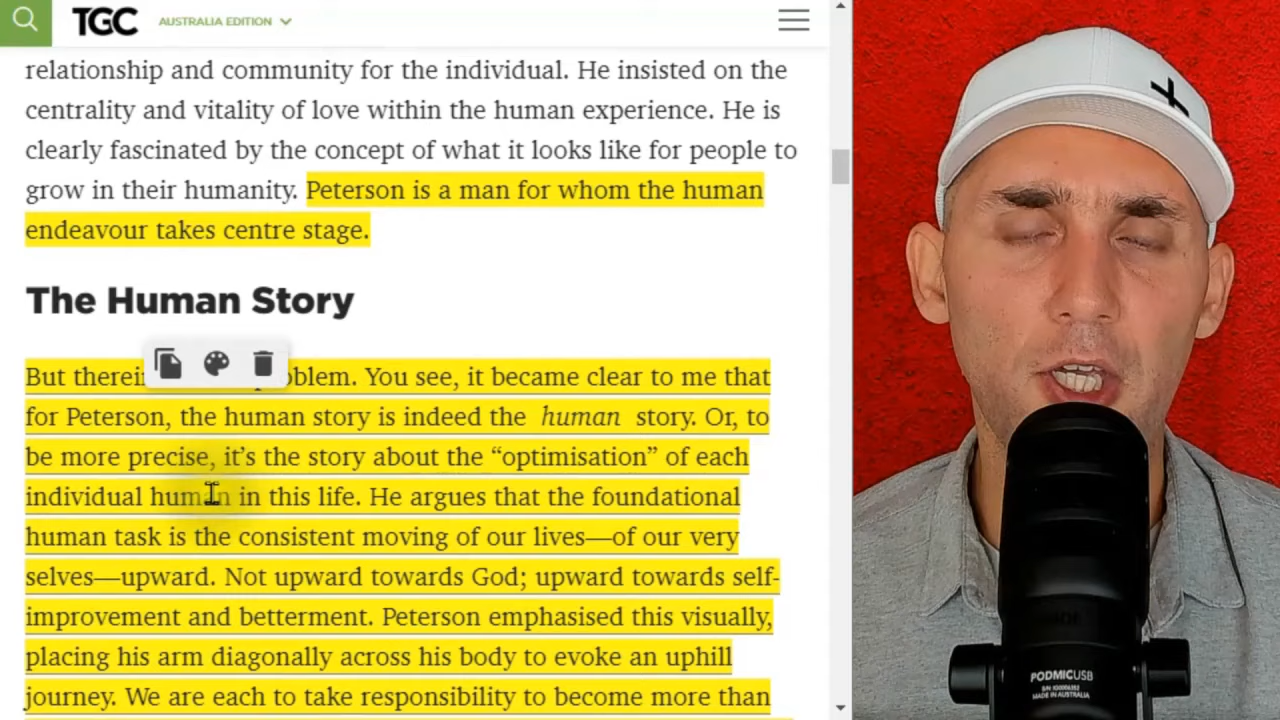 TGC AUSTRALIA EDITION
relationship and community for the individual. He insisted on the
centrality and vitality of love within the human experience. He is
clearly fascinated by the concept of what it looks like for people to
grow in their humanity. Peterson is a man for whom the human
endeavour takes centre stage.
The Human Story
But oblem. You see, it became clear to me that
for Peterson, the human story is indeed the human story. Or, to
be more precise, it's the story about the “optimisation” of each
individual human in this life. He argues that the foundational
human task is the consistent moving of our lives—of our very
selves—upward. Not upward towards God; upward towards self-
improvement and betterment. Peterson emphasised this visually,
placing his arm diagonally across his body to evoke an uphill
journey. We are each to take responsibility to become more than
PODMICUSB
MADE IN AUSTRALIA